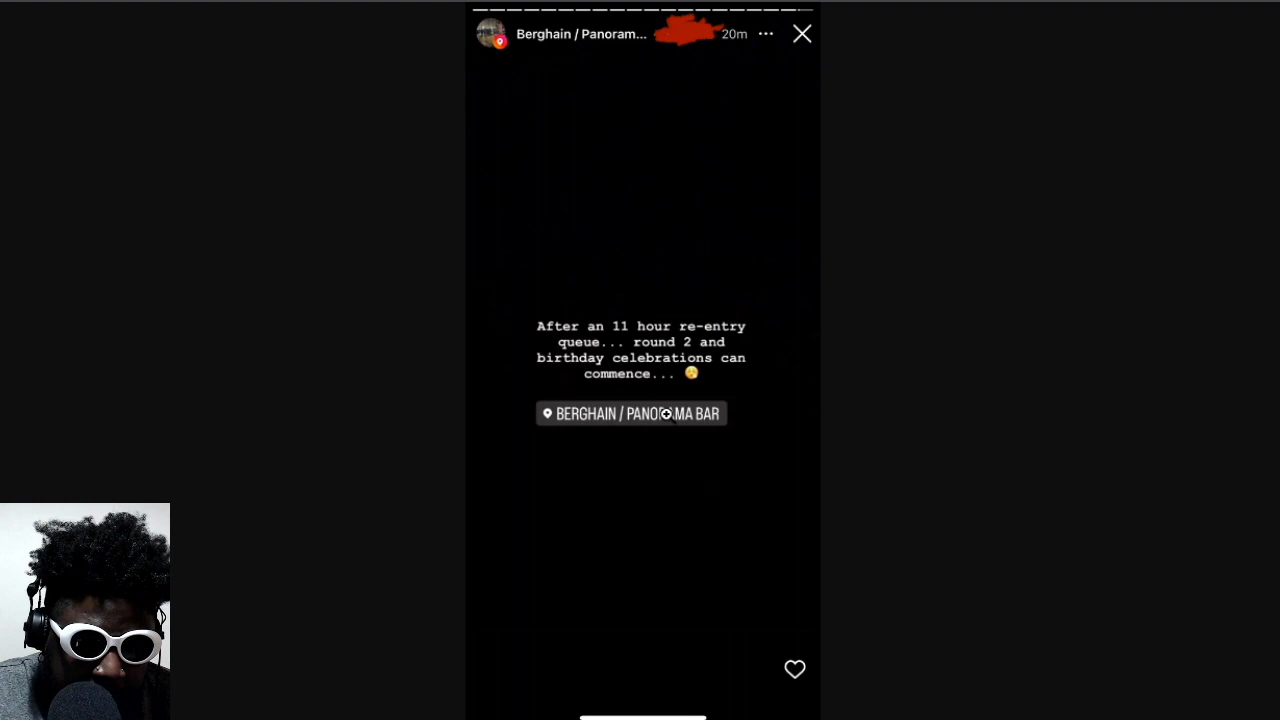 Berghain / Panoram... 20m
After an 11 hour re-entry
queue... round 2 and
birthday celebrations can
commence... 🥱
BERGHAIN / PANORAMA BAR